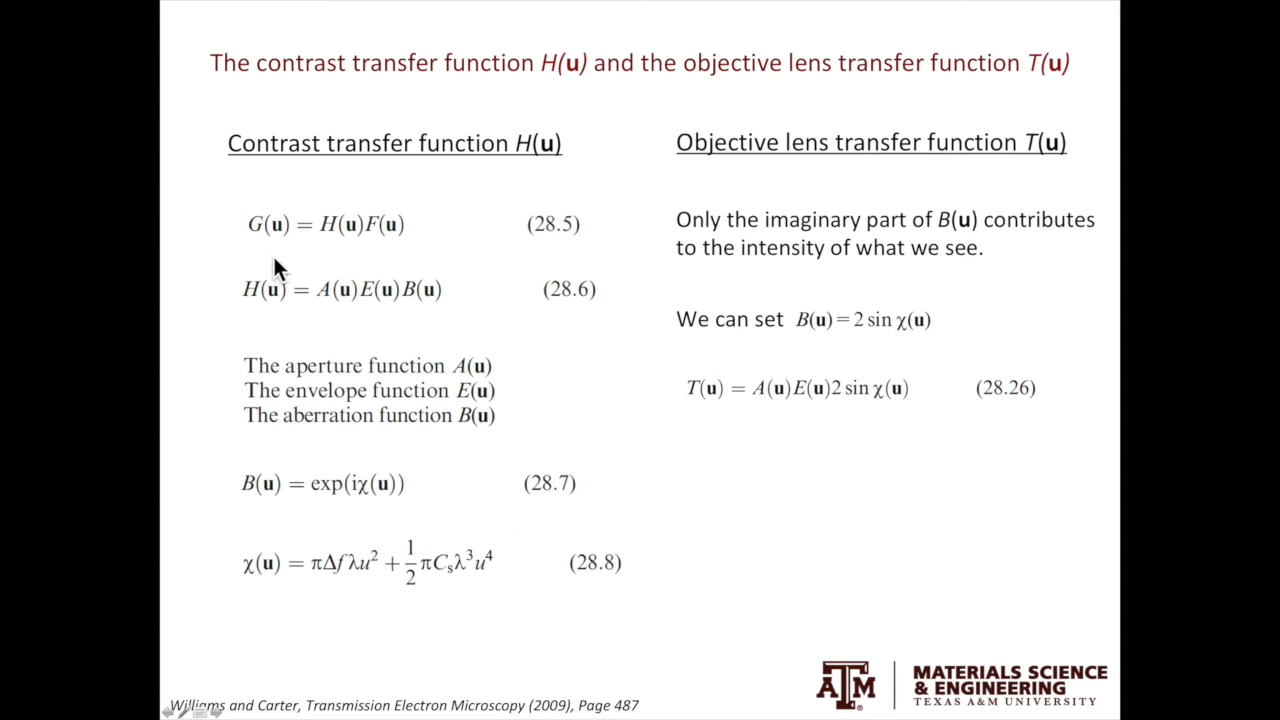 The contrast transfer function H(u) and the objective lens transfer function T(u)
Contrast transfer function H(u)
G(u) = H(u)F(u) (28.5)
H(u) = A(u)E(u)B(u) (28.6)
The aperture function A(u)
The envelope function E(u)
The aberration function B(u)
B(u) = exp(iχ(u)) (28.7)
χ(u) = πΔfλu² + 1/2 πCₛλ³u⁴ (28.8)
Objective lens transfer function T(u)
Only the imaginary part of B(u) contributes
to the intensity of what we see.
We can set B(u) = 2 sin χ(u)
T(u) = A(u)E(u)2 sin χ(u) (28.26)
Williams and Carter, Transmission Electron Microscopy (2009), Page 487
ATM
MATERIALS SCIENCE
& ENGINEERING
TEXAS A&M UNIVERSITY